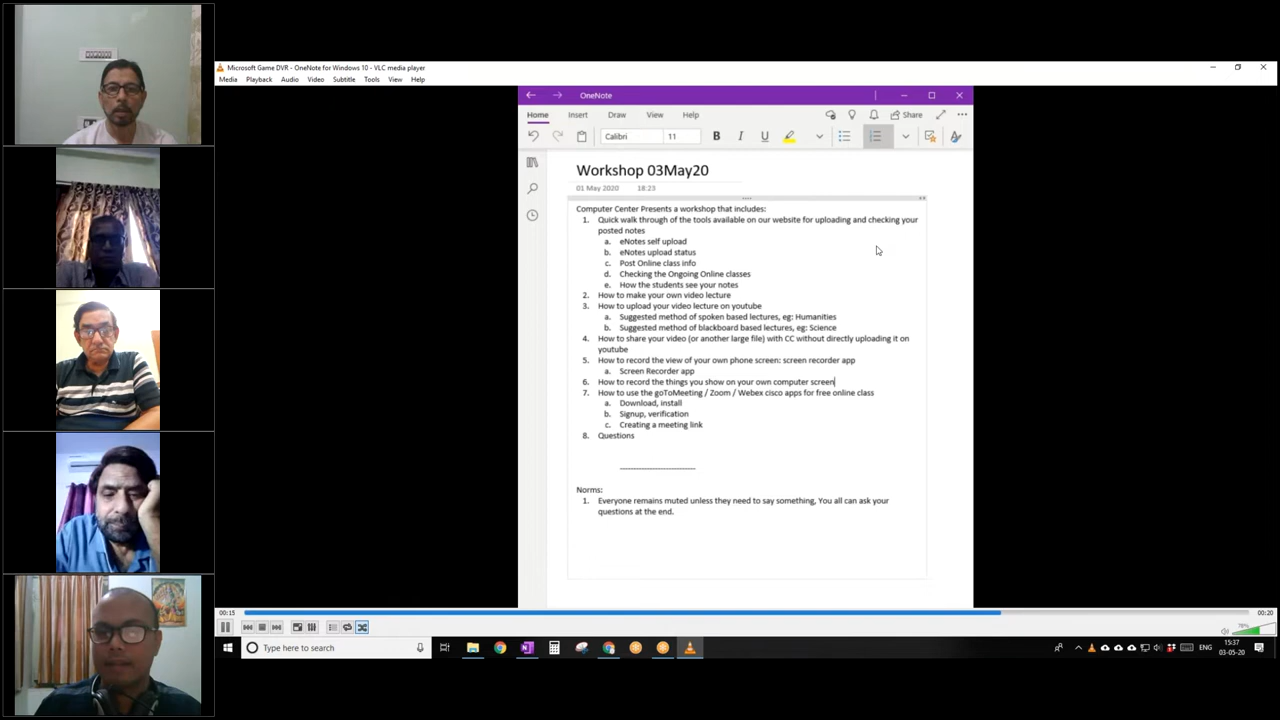 Microsoft Game DVR - OneNote for Windows 10 - VLC media player
Media Playback Audio Video Subtitle Tools View Help
OneNote
Home Insert Draw View Help
Share
Calibri 11 B I U
Workshop 03May20
01 May 2020 18:23
Computer Center Presents a workshop that includes:
1. Quick walk through of the tools available on our website for uploading and checking your
posted notes
a. eNotes self upload
b. eNotes upload status
c. Post Online class info
d. Checking the Ongoing Online classes
e. How the students see your notes
2. How to make your own video lecture
3. How to upload your video lecture on youtube
a. Suggested method of spoken based lectures, eg: Humanities
b. Suggested method of blackboard based lectures, eg: Science
4. How to share your video (or another large file) with CC without directly uploading it on
youtube
5. How to record the view of your own phone screen: screen recorder app
a. Screen Recorder app
6. How to record the things you show on your own computer screen
7. How to use the goToMeeting / Zoom / Webex cisco apps for free online class
a. Download, install
b. Signup, verification
c. Creating a meeting link
8. Questions
----------------------------
Norms:
1. Everyone remains muted unless they need to say something, You all can ask your
questions at the end.
00:15 00:20
78%
Type here to search
ENG
15:37
03-05-20